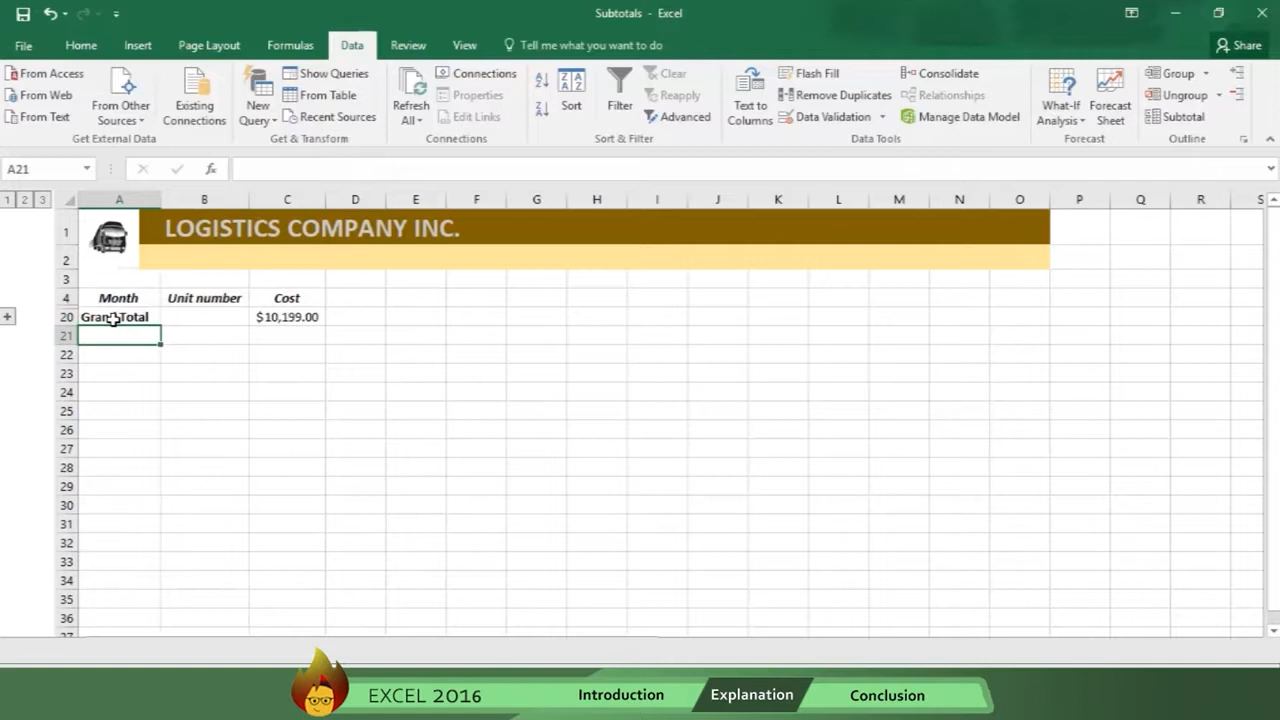 Subtotals - Excel
File Home Insert Page Layout Formulas Data Review View Tell me what you want to do Share
From Access
From Web
From Text
From Other Sources
Existing Connections
Get External Data
New Query
Show Queries
From Table
Recent Sources
Get & Transform
Refresh All
Connections
Properties
Edit Links
Connections
Sort
Filter
Clear
Reapply
Advanced
Sort & Filter
Text to Columns
Flash Fill
Remove Duplicates
Data Validation
Consolidate
Relationships
Manage Data Model
Data Tools
What-If Analysis
Forecast Sheet
Forecast
Group
Ungroup
Subtotal
Outline
A21 fx
1 2 3 A B C D E F G H I J K L M N O P Q R S
1 LOGISTICS COMPANY INC.
2
3
4 Month Unit number Cost
20 Grand Total $10,199.00
21
22
23
24
25
26
27
28
29
30
31
32
33
34
35
36
37
EXCEL 2016 Introduction Explanation Conclusion